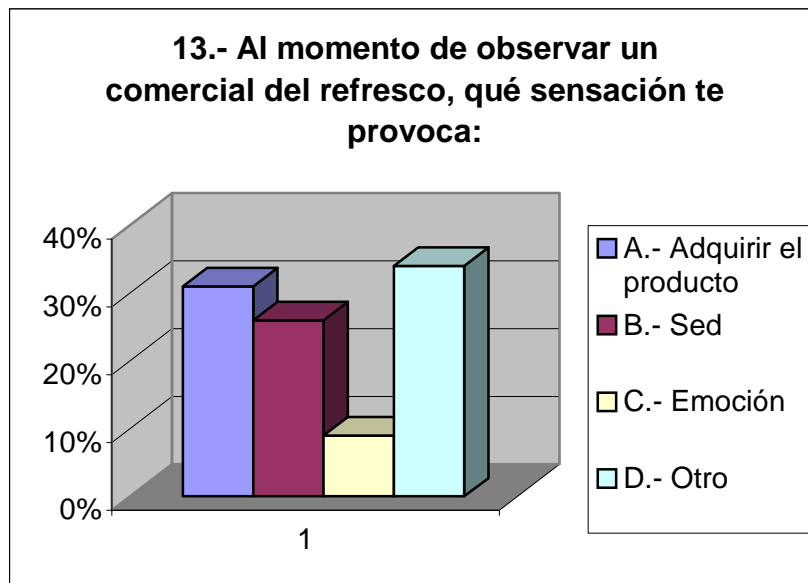 13.- Al momento de observar un
comercial del refresco, qué sensación te
provoca:
40%
30%
20%
10%
0%
1
A.- Adquirir el
producto
B.- Sed
C.- Emoción
D.- Otro